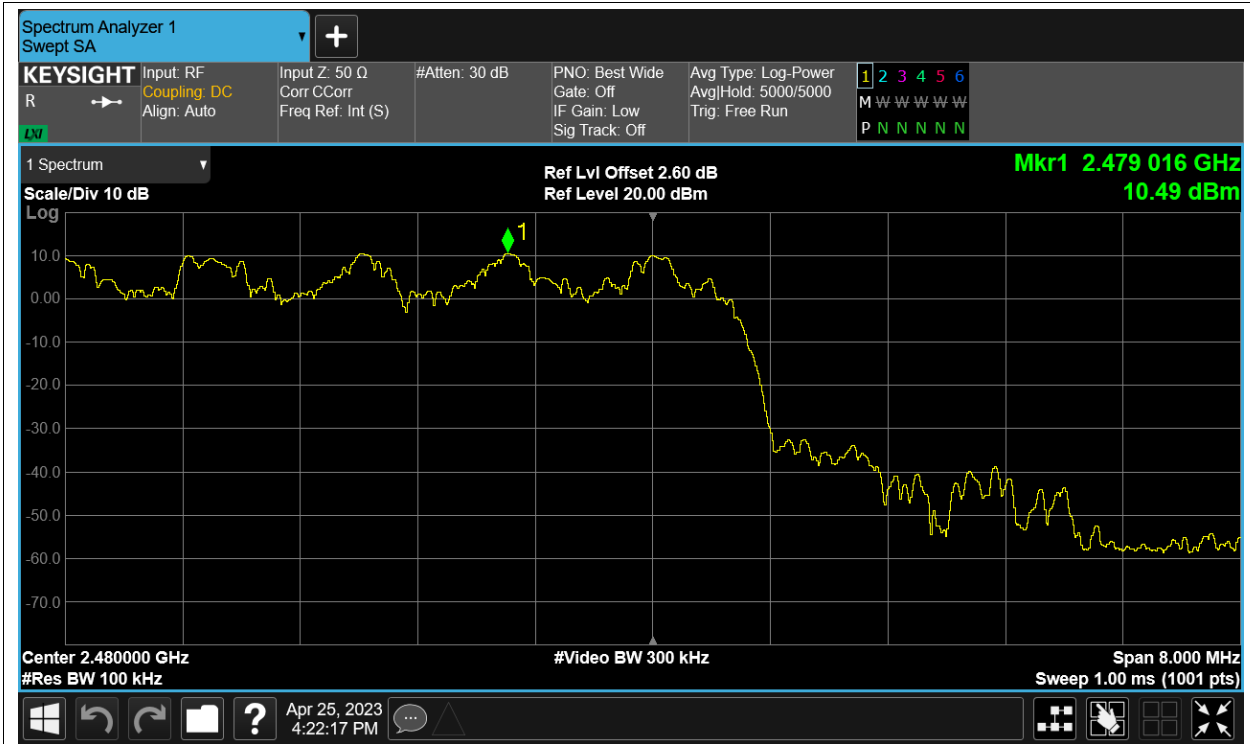 Spectrum Analyzer 1
Swept SA
KEYSIGHT
R
LXI
Input: RF
Coupling: DC
Align: Auto
Input Z: 50 Ω
Corr CCorr
Freq Ref: Int (S)
#Atten: 30 dB
PNO: Best Wide
Gate: Off
IF Gain: Low
Sig Track: Off
Avg Type: Log-Power
Avg|Hold: 5000/5000
Trig: Free Run
1 2 3 4 5 6
M W W W W W
P N N N N N
1 Spectrum
Scale/Div 10 dB
Log
Ref Lvl Offset 2.60 dB
Ref Level 20.00 dBm
Mkr1 2.479 016 GHz
10.49 dBm
1
10.0
0.00
-10.0
-20.0
-30.0
-40.0
-50.0
-60.0
-70.0
Center 2.480000 GHz
#Res BW 100 kHz
#Video BW 300 kHz
Span 8.000 MHz
Sweep 1.00 ms (1001 pts)
?
Apr 25, 2023
4:22:17 PM